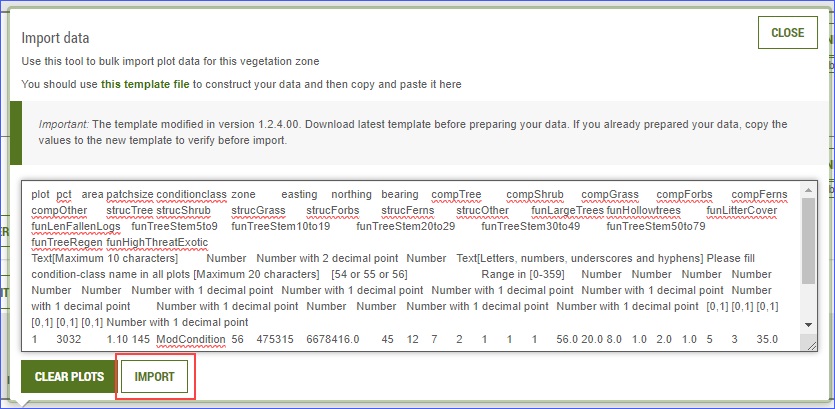 Import data
CLOSE
Use this tool to bulk import plot data for this vegetation zone
You should use this template file to construct your data and then copy and paste it here
Important: The template modified in version 1.2.4.00. Download latest template before preparing your data. If you already prepared your data, copy the
values to the new template to verify before import.
plot pct area patchsize conditionclass zone easting northing bearing compTree compShrub compGrass compForbs compFerns
compOther strucTree strucShrub strucGrass strucForbs strucFerns strucOther funLargeTrees funHollowtrees funLitterCover
funLenFallenLogs funTreeStem5to9 funTreeStem10to19 funTreeStem20to29 funTreeStem30to49 funTreeStem50to79
funTreeRegen funHighThreatExotic
Text[Maximum 10 characters] Number Number with 2 decimal point Number Text[Letters, numbers, underscores and hyphens] Please fill
condition-class name in all plots [Maximum 20 characters] [54 or 55 or 56] Range in [0-359] Number Number Number Number
Number Number Number with 1 decimal point Number with 1 decimal point Number with 1 decimal point Number
with 1 decimal point Number with 1 decimal point Number Number Number with 1 decimal point Number with 1 decimal point [0,1] [0,1] [0,1]
[0,1] [0,1] [0,1] Number with 1 decimal point
1 3032 1.10 145 ModCondition 56 475315 6678416.0 45 12 7 2 1 1 1 56.0 20.0 8.0 1.0 2.0 1.0 5 3 35.0
CLEAR PLOTS
IMPORT